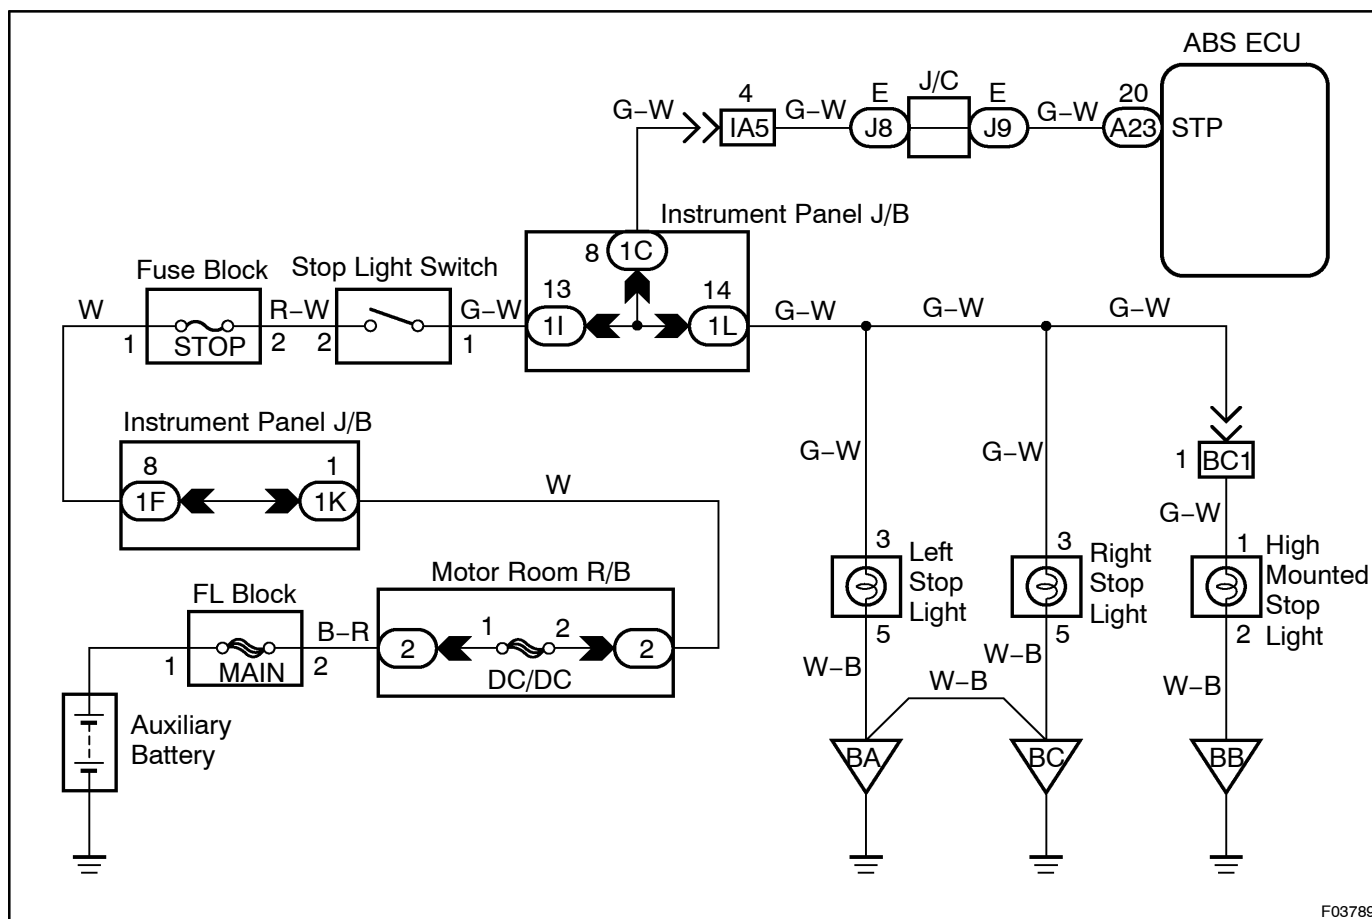 ABS ECU
4
E
J/C
E
20
G–W
IA5
G–W
J8
J9
G–W
A23
STP
Instrument Panel J/B
8
1C
Fuse Block
Stop Light Switch
13
14
W
R–W
G–W
1I
1L
G–W
G–W
G–W
1
STOP
2
2
1
Instrument Panel J/B
8
1
1F
1K
W
G–W
G–W
1
BC1
G–W
FL Block
Motor Room R/B
3
Left
Stop
Light
5
3
Right
Stop
Light
5
1
High
Mounted
Stop
Light
2
1
MAIN
2
B–R
2
1
2
2
DC/DC
W–B
W–B
W–B
W–B
Auxiliary
Battery
BA
BC
BB
F03789